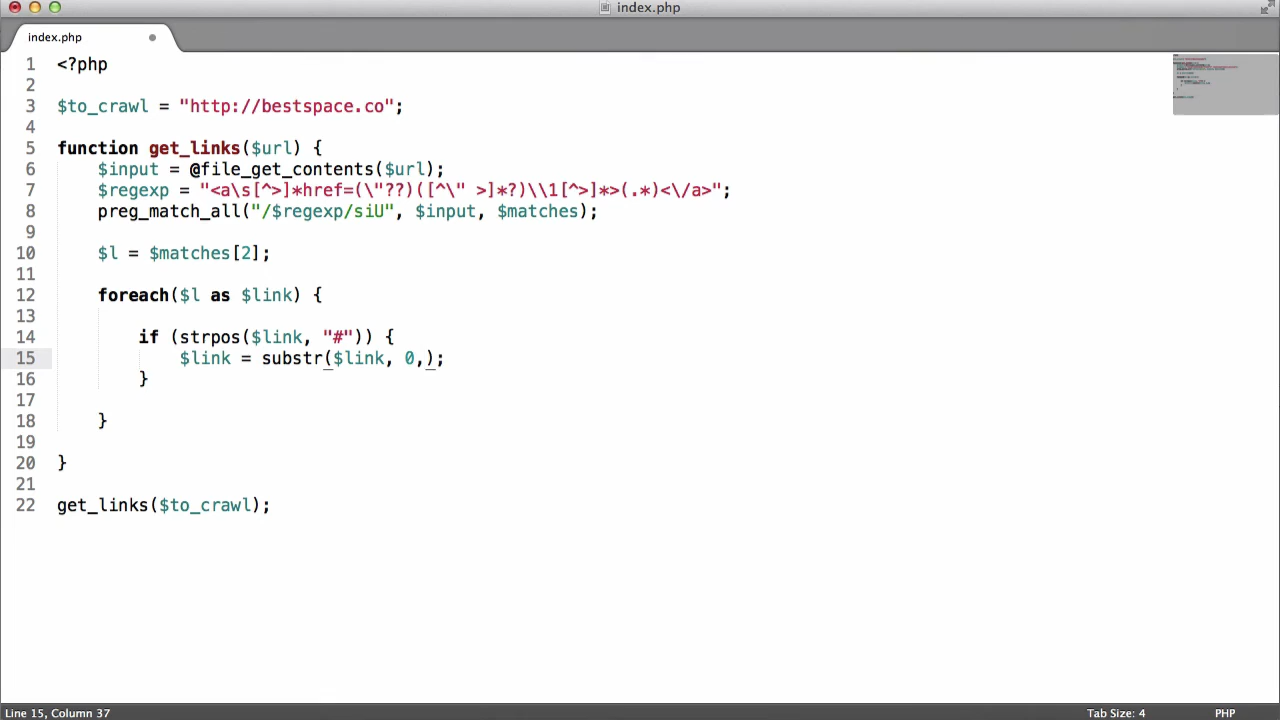 index.php
index.php
1 <?php
2
3 $to_crawl = "http://bestspace.co";
4
5 function get_links($url) {
6 $input = @file_get_contents($url);
7 $regexp = "<a\s[^>]*href=(\"??)([^\" >]*?)\\1[^>]*>(.*)<\/a>";
8 preg_match_all("/$regexp/siU", $input, $matches);
9
10 $l = $matches[2];
11
12 foreach($l as $link) {
13
14 if (strpos($link, "#")) {
15 $link = substr($link, 0,);
16 }
17
18 }
19
20 }
21
22 get_links($to_crawl);
Line 15, Column 37 Tab Size: 4 PHP